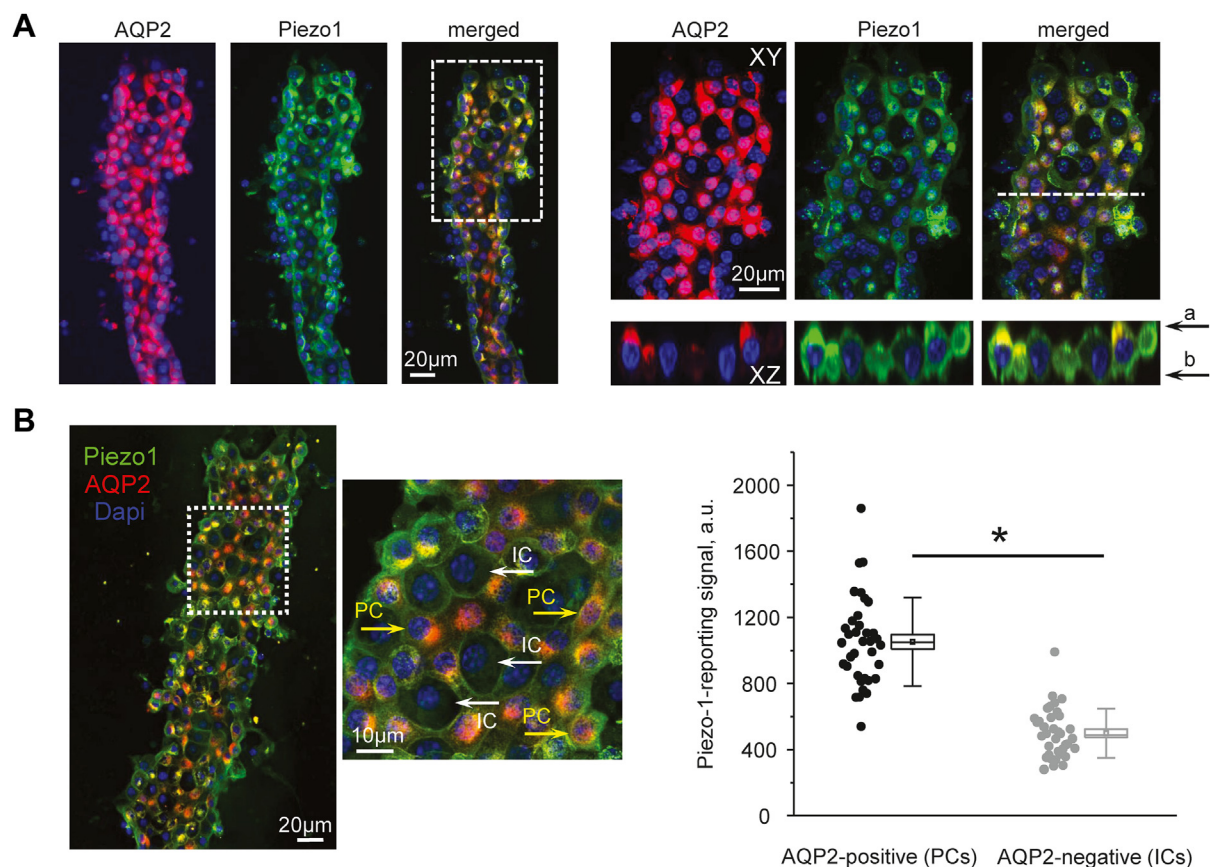 A
AQP2
Piezo1
merged
20µm
AQP2
Piezo1
merged
XY
20µm
XZ
a
b
B
Piezo1
AQP2
Dapi
20µm
IC
PC
PC
IC
IC
PC
10µm
Piezo-1-reporting signal, a.u.
2000
1600
1200
800
400
0
*
AQP2-positive (PCs)
AQP2-negative (ICs)